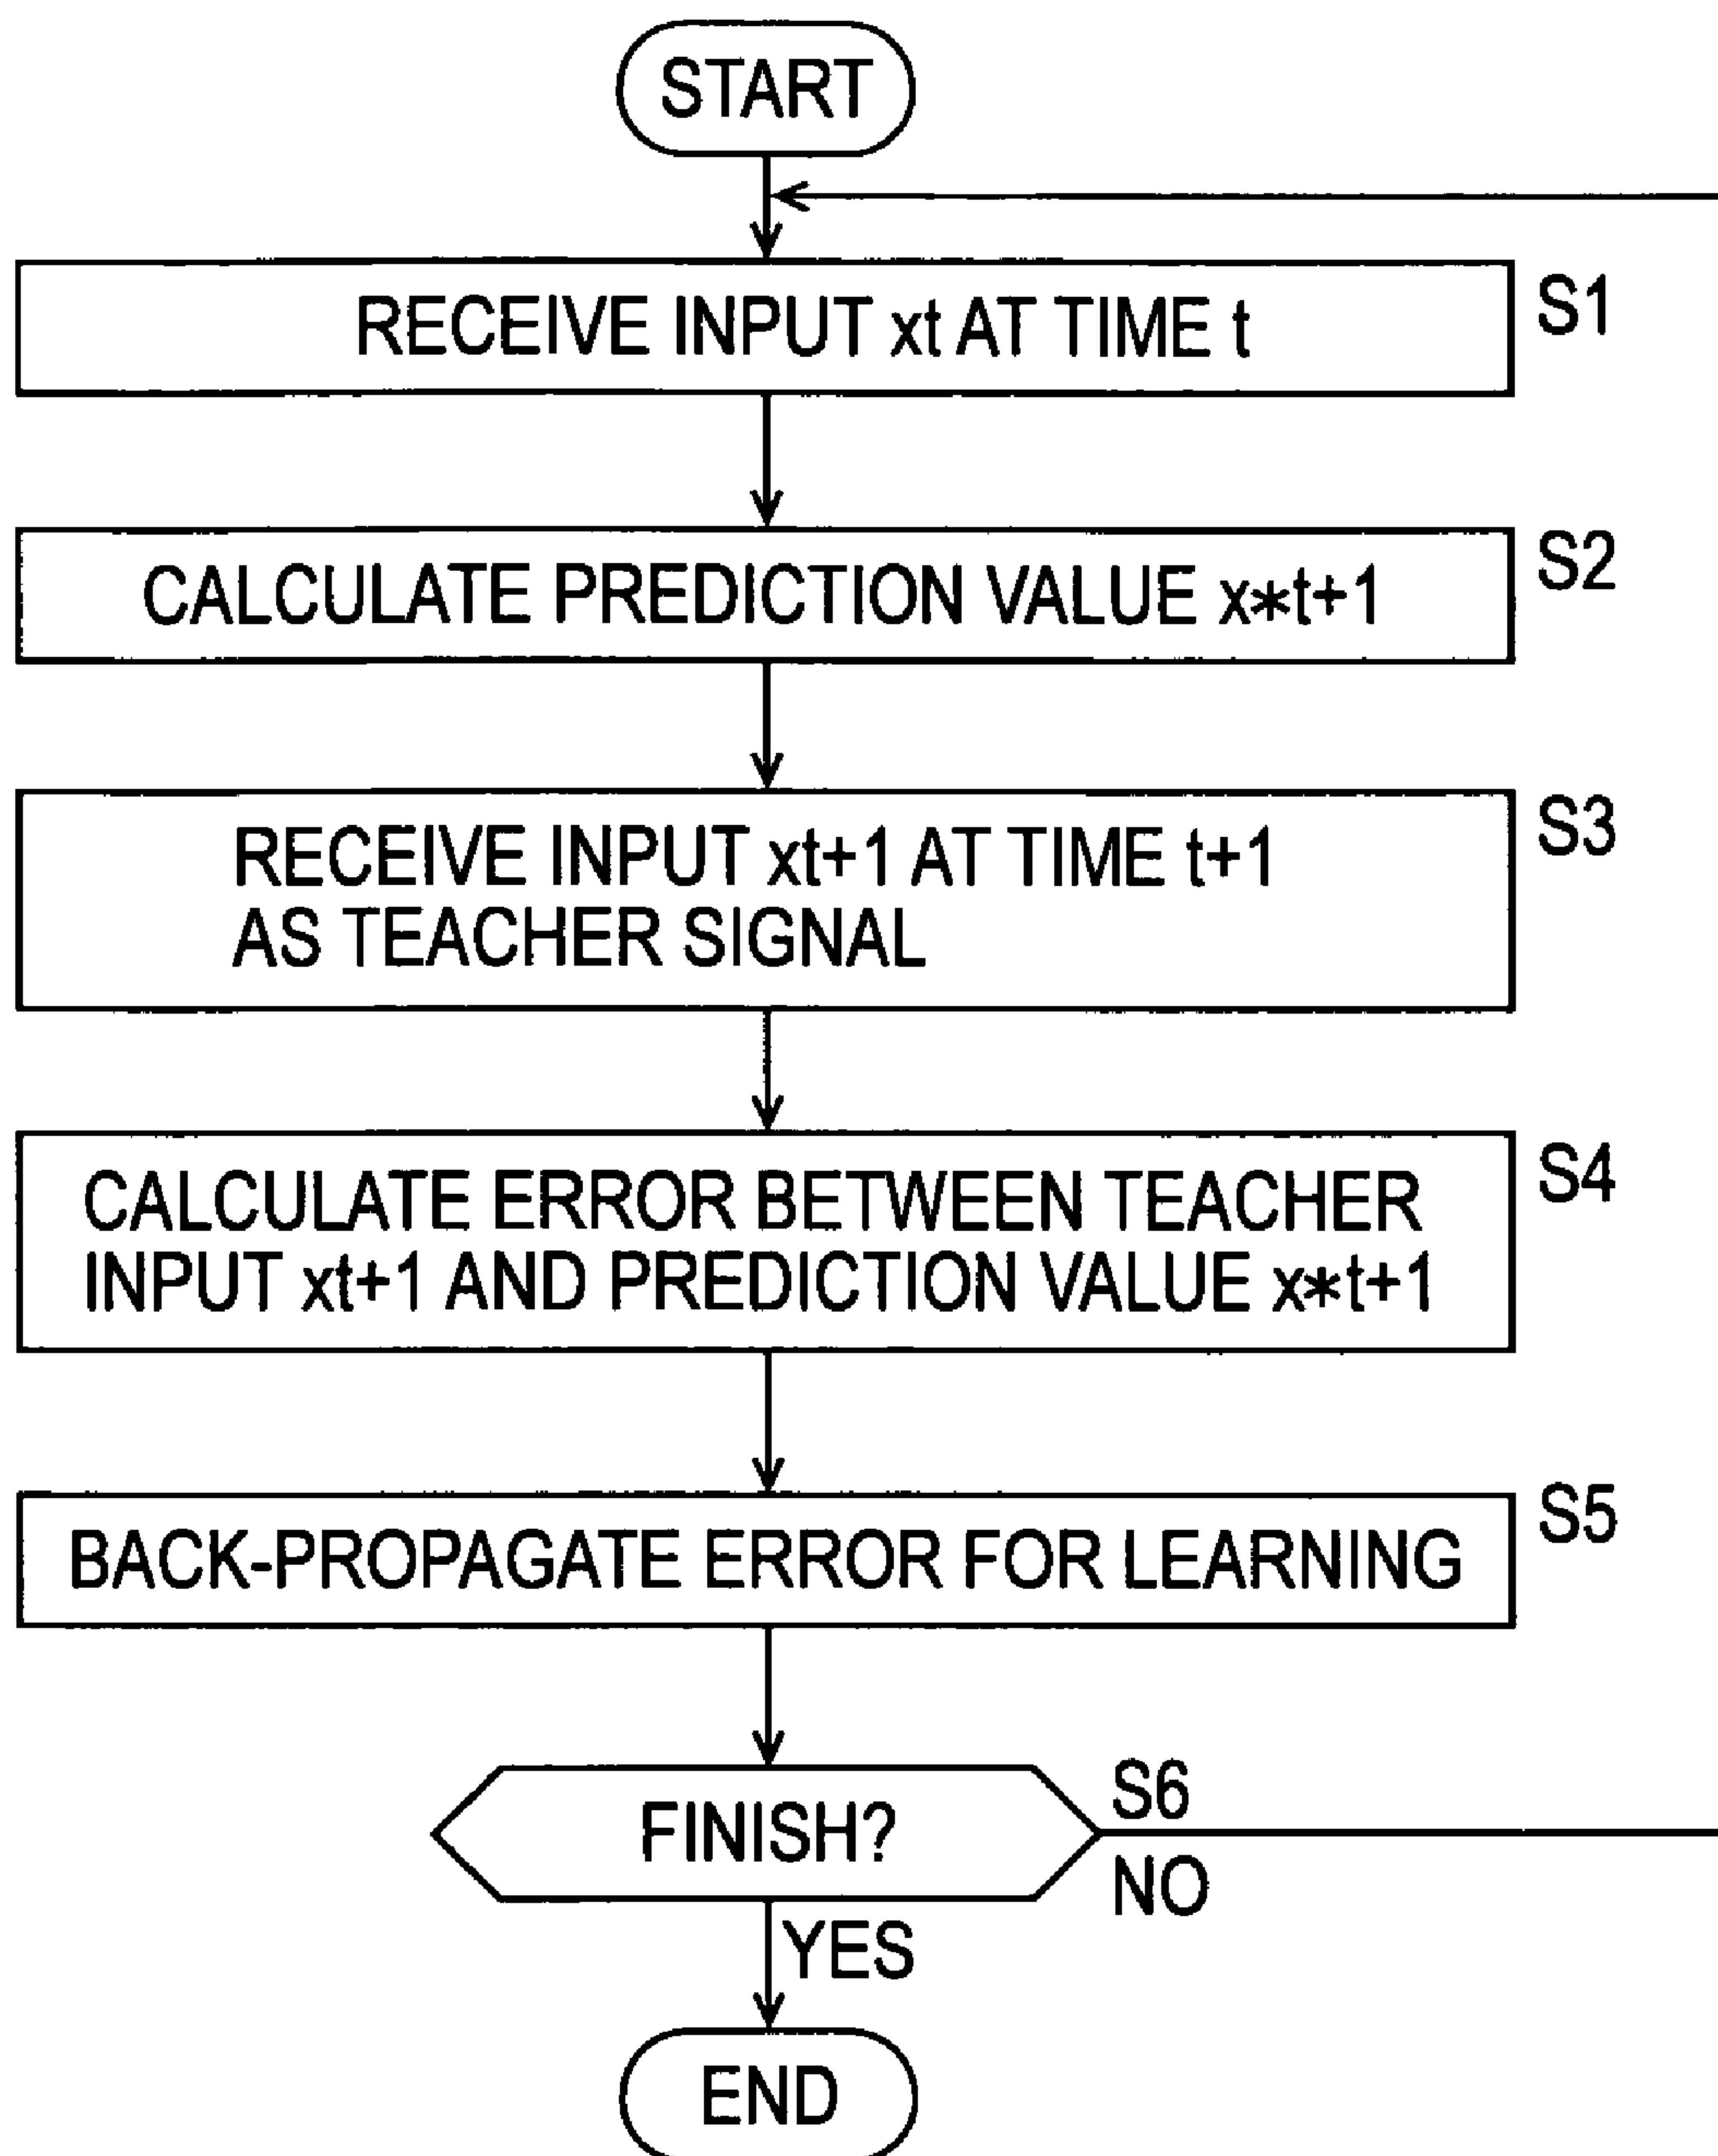 START
RECEIVE INPUT xt AT TIME t
S1
CALCULATE PREDICTION VALUE x*t+1
S2
RECEIVE INPUT xt+1 AT TIME t+1
AS TEACHER SIGNAL
S3
CALCULATE ERROR BETWEEN TEACHER
INPUT xt+1 AND PREDICTION VALUE x*t+1
S4
BACK-PROPAGATE ERROR FOR LEARNING
S5
FINISH?
S6
NO
YES
END